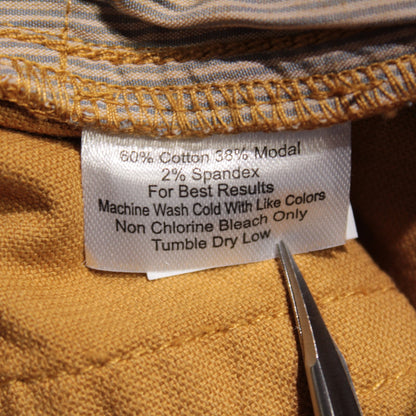 60% Cotton 38% Modal
2% Spandex
For Best Results
Machine Wash Cold With Like Colors
Non Chlorine Bleach Only
Tumble Dry Low